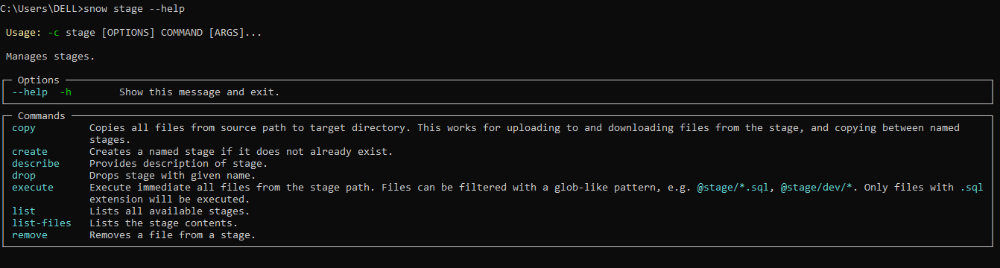 C:\Users\DELL>snow stage --help
Usage: -c stage [OPTIONS] COMMAND [ARGS]...
Manages stages.
Options
--help -h Show this message and exit.
Commands
copy Copies all files from source path to target directory. This works for uploading to and downloading files from the stage, and copying between named
stages.
create Creates a named stage if it does not already exist.
describe Provides description of stage.
drop Drops stage with given name.
execute Execute immediate all files from the stage path. Files can be filtered with a glob-like pattern, e.g. @stage/*.sql, @stage/dev/*. Only files with .sql
extension will be executed.
list Lists all available stages.
list-files Lists the stage contents.
remove Removes a file from a stage.